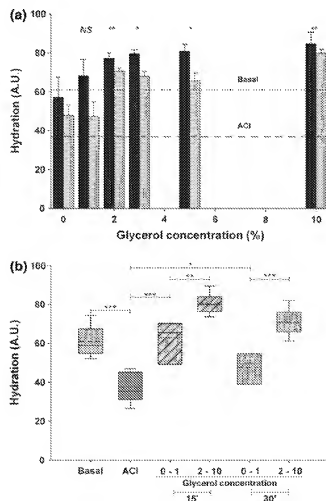 (a)
100
NS ** * * **
80
Basal
60
ACI
40
20
0
Hydration (A.U.)
0 2 4 6 8 10
Glycerol concentration (%)
(b)
100
*
*** ** ***
80
***
60
40
20
0
Hydration (A.U.)
Basal ACI 0 - 1 2 - 10 0 - 1 2 - 10
Glycerol concentration
15' 30'